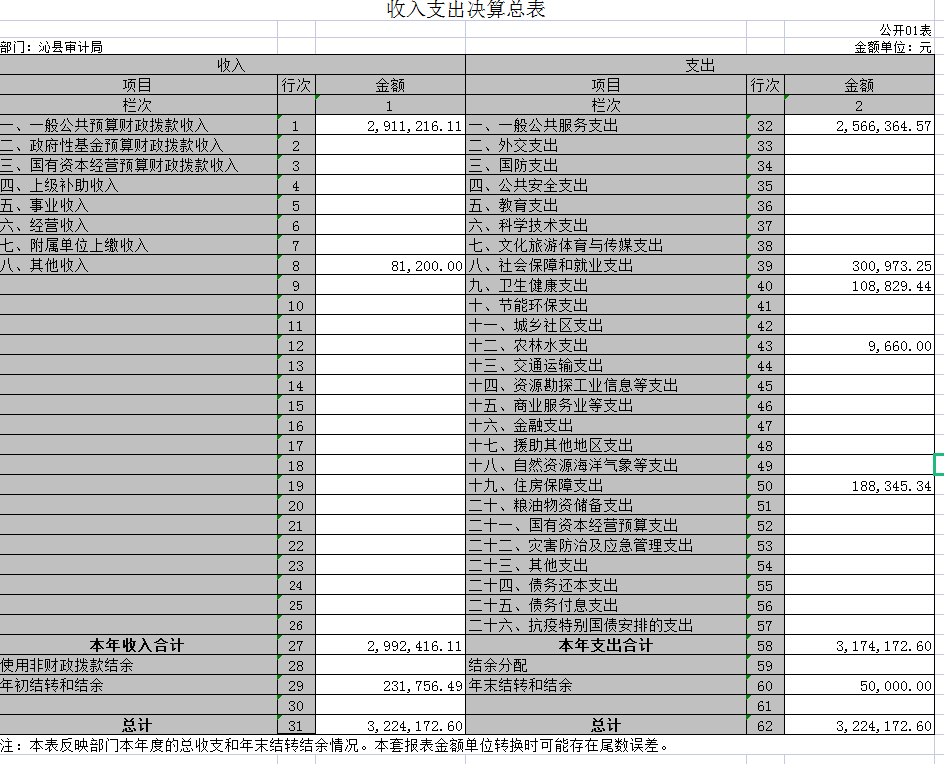 收入支出决算总表
公开01表
部门：沁县审计局 金额单位：元
收入 支出
项目 行次 金额 项目 行次 金额
栏次 1 栏次 2
一、一般公共预算财政拨款收入 1 2,911,216.11 一、一般公共服务支出 32 2,566,364.57
二、政府性基金预算财政拨款收入 2 二、外交支出 33
三、国有资本经营预算财政拨款收入 3 三、国防支出 34
四、上级补助收入 4 四、公共安全支出 35
五、事业收入 5 五、教育支出 36
六、经营收入 6 六、科学技术支出 37
七、附属单位上缴收入 7 七、文化旅游体育与传媒支出 38
八、其他收入 8 81,200.00 八、社会保障和就业支出 39 300,973.25
9 九、卫生健康支出 40 108,829.44
10 十、节能环保支出 41
11 十一、城乡社区支出 42
12 十二、农林水支出 43 9,660.00
13 十三、交通运输支出 44
14 十四、资源勘探工业信息等支出 45
15 十五、商业服务业等支出 46
16 十六、金融支出 47
17 十七、援助其他地区支出 48
18 十八、自然资源海洋气象等支出 49
19 十九、住房保障支出 50 188,345.34
20 二十、粮油物资储备支出 51
21 二十一、国有资本经营预算支出 52
22 二十二、灾害防治及应急管理支出 53
23 二十三、其他支出 54
24 二十四、债务还本支出 55
25 二十五、债务付息支出 56
26 二十六、抗疫特别国债安排的支出 57
本年收入合计 27 2,992,416.11 本年支出合计 58 3,174,172.60
使用非财政拨款结余 28 结余分配 59
年初结转和结余 29 231,756.49 年末结转和结余 60 50,000.00
30 61
总计 31 3,224,172.60 总计 62 3,224,172.60
注：本表反映部门本年度的总收支和年末结转结余情况。本套报表金额单位转换时可能存在尾数误差。